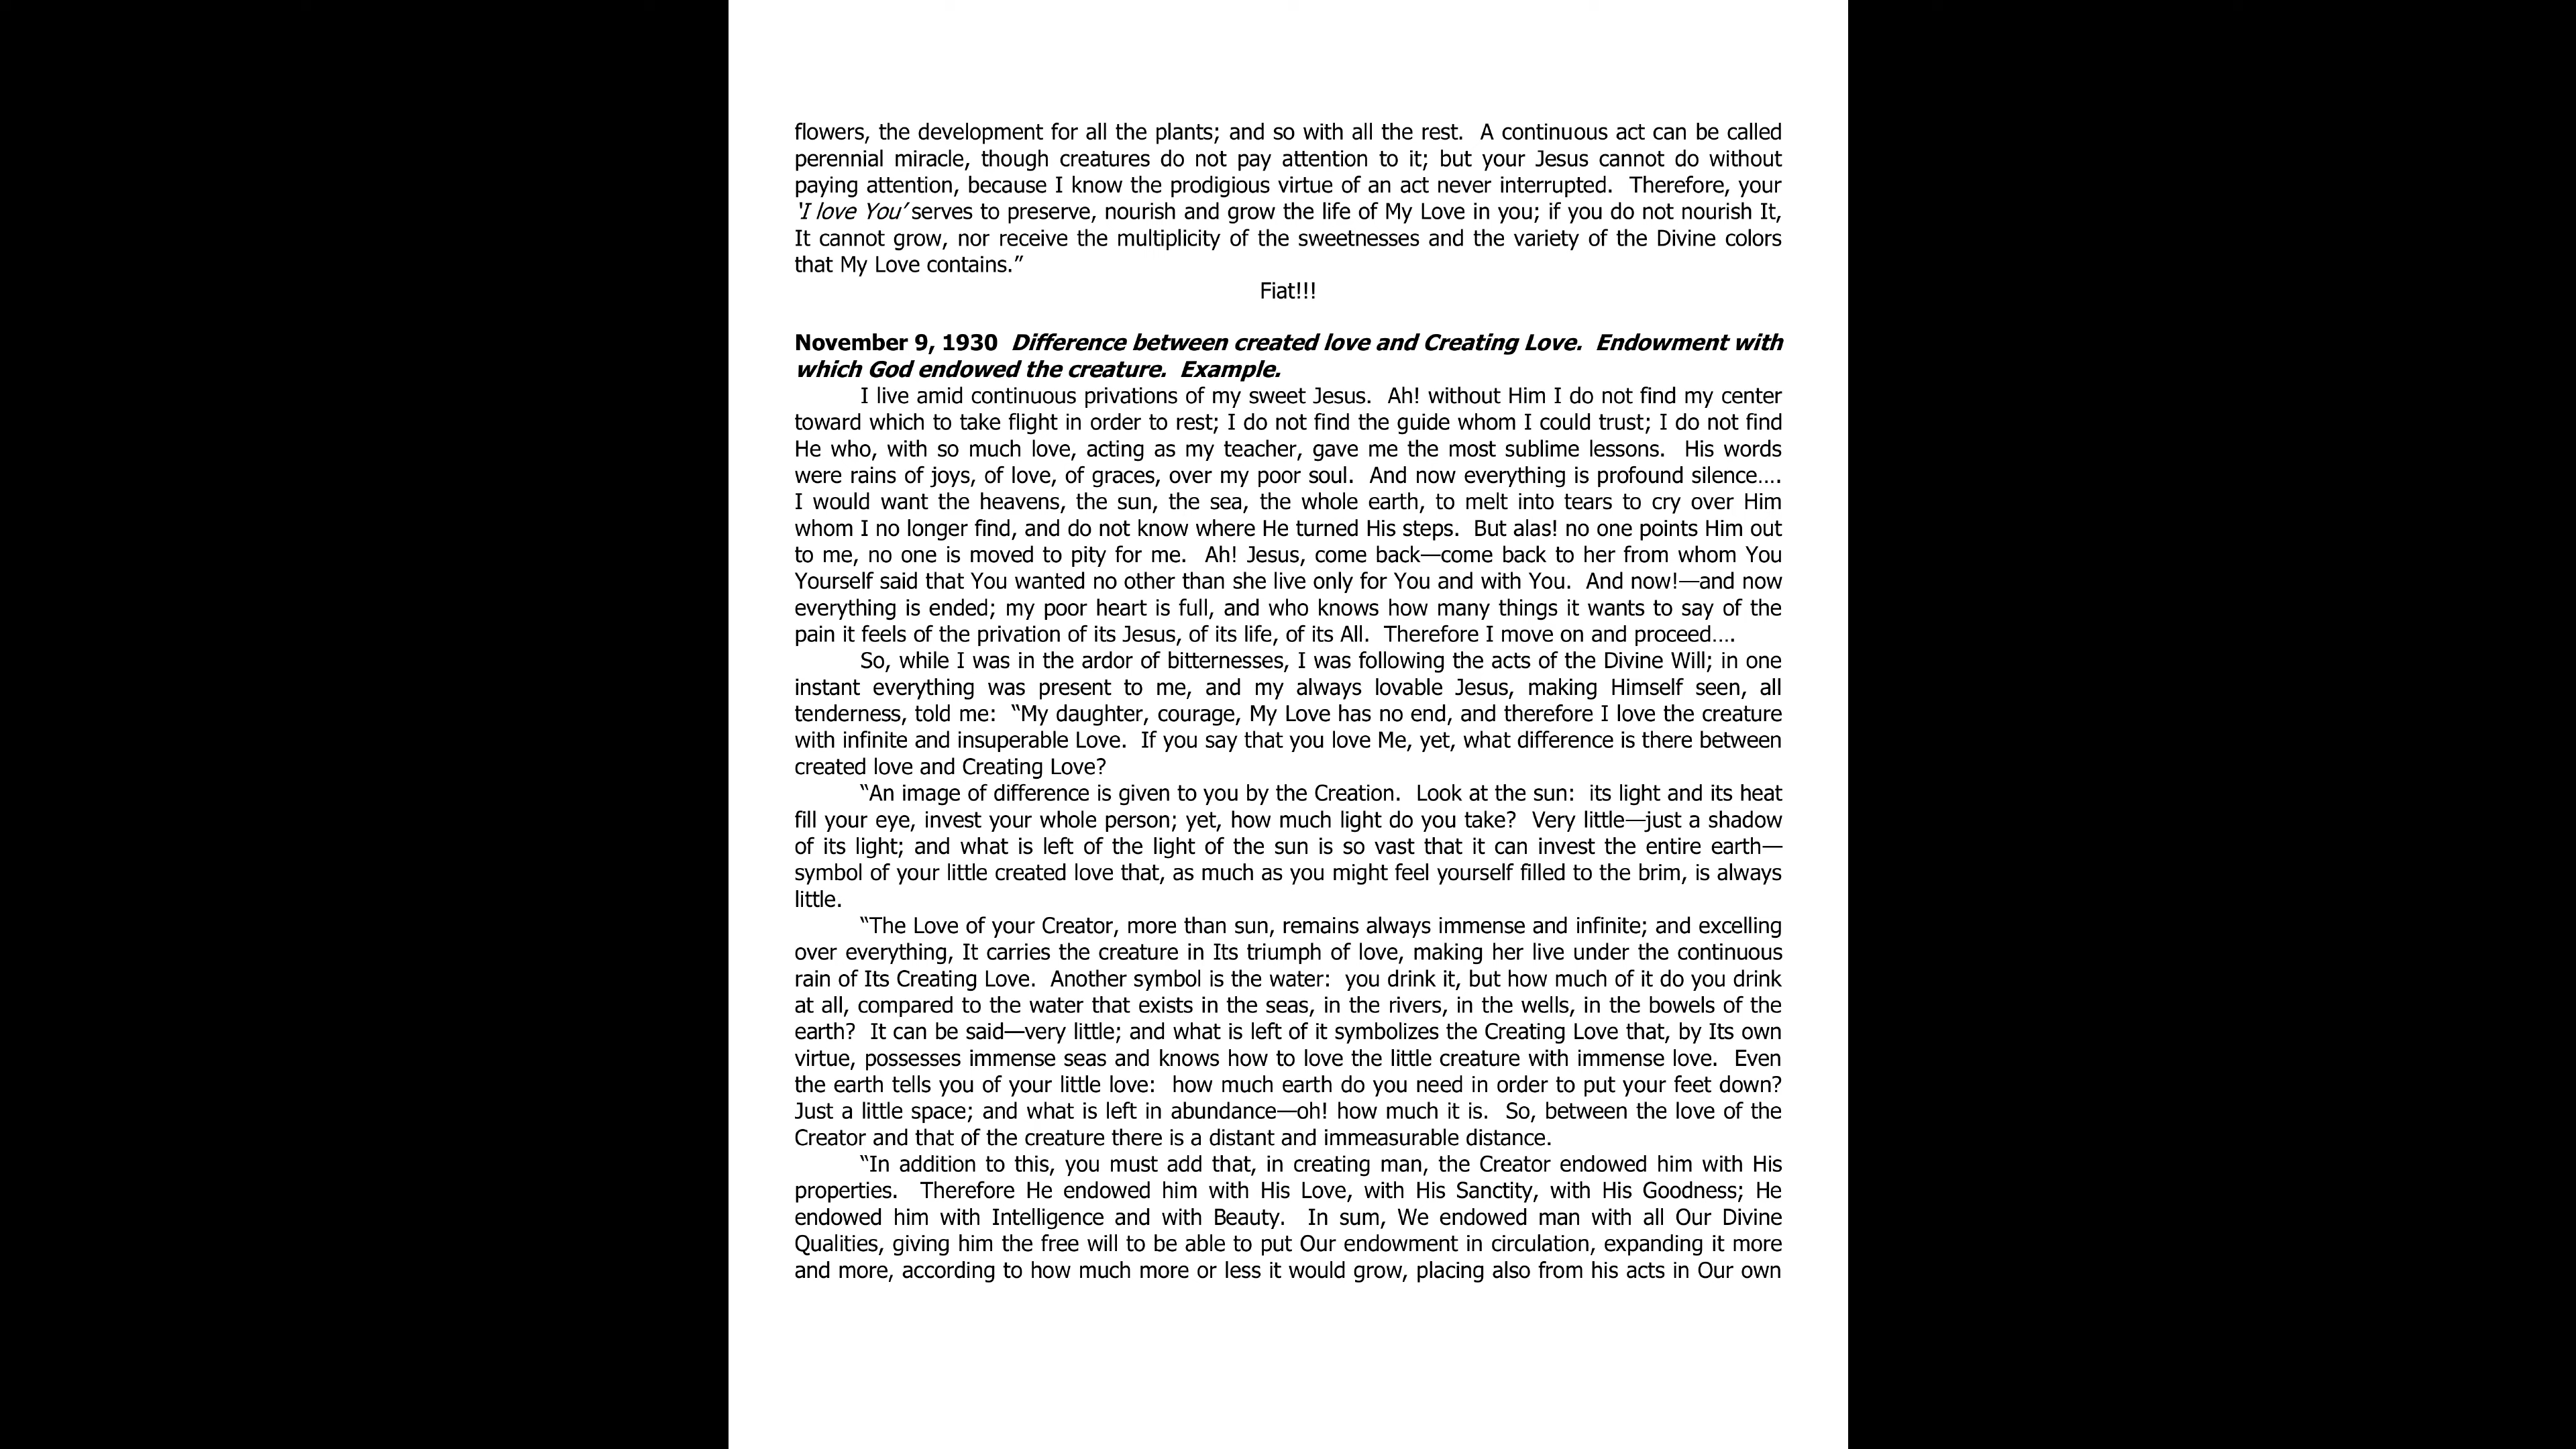 flowers, the development for all the plants; and so with all the rest.  A continuous act can be called
perennial miracle, though creatures do not pay attention to it; but your Jesus cannot do without
paying attention, because I know the prodigious virtue of an act never interrupted.  Therefore, your
‘I love You’ serves to preserve, nourish and grow the life of My Love in you; if you do not nourish It,
It cannot grow, nor receive the multiplicity of the sweetnesses and the variety of the Divine colors
that My Love contains.”
Fiat!!!
November 9, 1930  Difference between created love and Creating Love.  Endowment with
which God endowed the creature.  Example.
I live amid continuous privations of my sweet Jesus.  Ah! without Him I do not find my center
toward which to take flight in order to rest; I do not find the guide whom I could trust; I do not find
He who, with so much love, acting as my teacher, gave me the most sublime lessons.  His words
were rains of joys, of love, of graces, over my poor soul.  And now everything is profound silence….
I would want the heavens, the sun, the sea, the whole earth, to melt into tears to cry over Him
whom I no longer find, and do not know where He turned His steps.  But alas! no one points Him out
to me, no one is moved to pity for me.  Ah! Jesus, come back—come back to her from whom You
Yourself said that You wanted no other than she live only for You and with You.  And now!—and now
everything is ended; my poor heart is full, and who knows how many things it wants to say of the
pain it feels of the privation of its Jesus, of its life, of its All.  Therefore I move on and proceed….
So, while I was in the ardor of bitternesses, I was following the acts of the Divine Will; in one
instant everything was present to me, and my always lovable Jesus, making Himself seen, all
tenderness, told me:  “My daughter, courage, My Love has no end, and therefore I love the creature
with infinite and insuperable Love.  If you say that you love Me, yet, what difference is there between
created love and Creating Love?
“An image of difference is given to you by the Creation.  Look at the sun:  its light and its heat
fill your eye, invest your whole person; yet, how much light do you take?  Very little—just a shadow
of its light; and what is left of the light of the sun is so vast that it can invest the entire earth—
symbol of your little created love that, as much as you might feel yourself filled to the brim, is always
little.
“The Love of your Creator, more than sun, remains always immense and infinite; and excelling
over everything, It carries the creature in Its triumph of love, making her live under the continuous
rain of Its Creating Love.  Another symbol is the water:  you drink it, but how much of it do you drink
at all, compared to the water that exists in the seas, in the rivers, in the wells, in the bowels of the
earth?  It can be said—very little; and what is left of it symbolizes the Creating Love that, by Its own
virtue, possesses immense seas and knows how to love the little creature with immense love.  Even
the earth tells you of your little love:  how much earth do you need in order to put your feet down?
Just a little space; and what is left in abundance—oh! how much it is.  So, between the love of the
Creator and that of the creature there is a distant and immeasurable distance.
“In addition to this, you must add that, in creating man, the Creator endowed him with His
properties.  Therefore He endowed him with His Love, with His Sanctity, with His Goodness; He
endowed him with Intelligence and with Beauty.  In sum, We endowed man with all Our Divine
Qualities, giving him the free will to be able to put Our endowment in circulation, expanding it more
and more, according to how much more or less it would grow, placing also from his acts in Our own